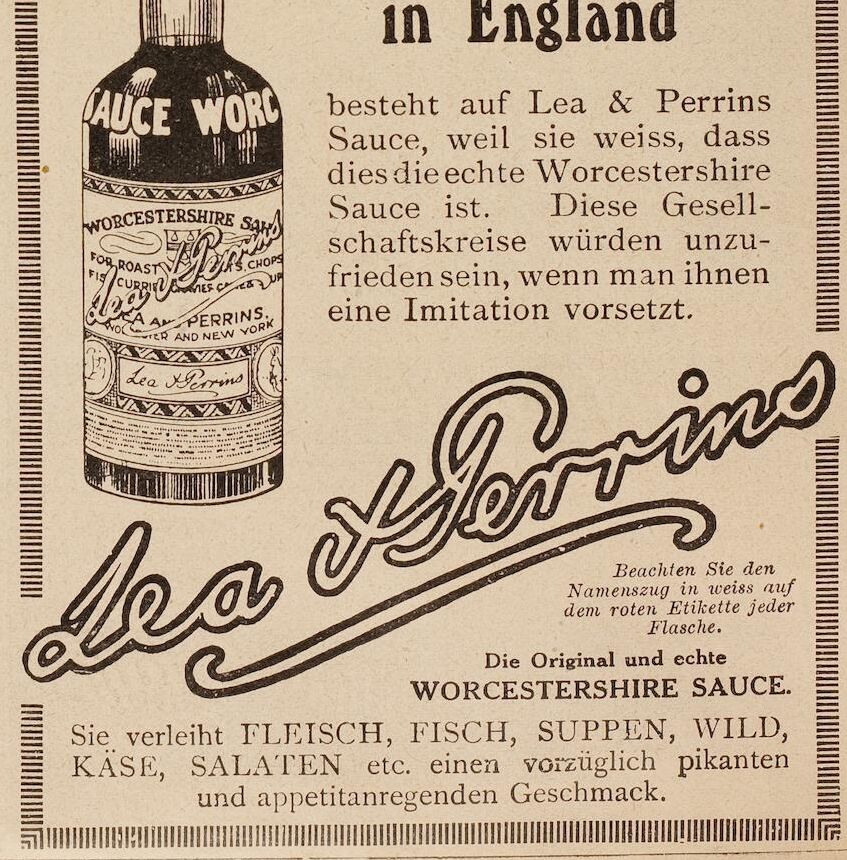 in England
besteht auf Lea & Perrins
Sauce, weil sie weiss, dass
dies die echte Worcestershire
Sauce ist. Diese Gesell-
schaftskreise würden unzu-
frieden sein, wenn man ihnen
eine Imitation vorsetzt.
SAUCE WORC
WORCESTERSHIRE
Lea & Perrins
FOR ROAST CHOPS
PERRINS.
AND NEW YORK
Lea & Perrins
Lea & Perrins
Beachten Sie den
Namenszug in weiss auf
dem roten Etikette jeder
Flasche.
Die Original und echte
WORCESTERSHIRE SAUCE.
Sie verleiht FLEISCH, FISCH, SUPPEN, WILD,
KÄSE, SALATEN etc. einen vorzüglich pikanten
und appetitanregenden Geschmack.